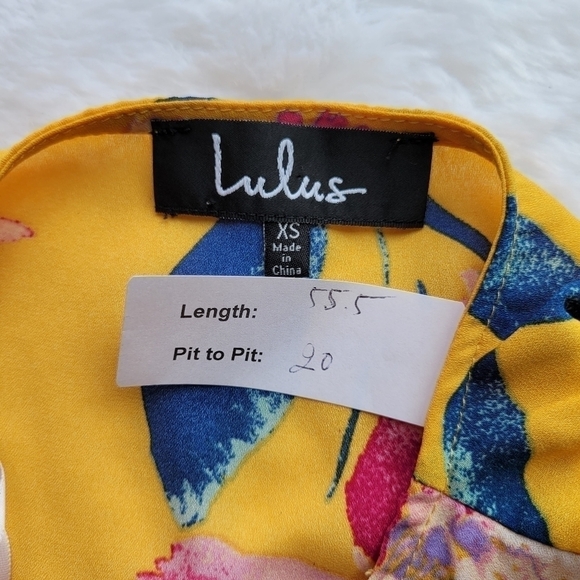 Lulus
XS
Made
in
China
Length: 55.5
Pit to Pit: 20